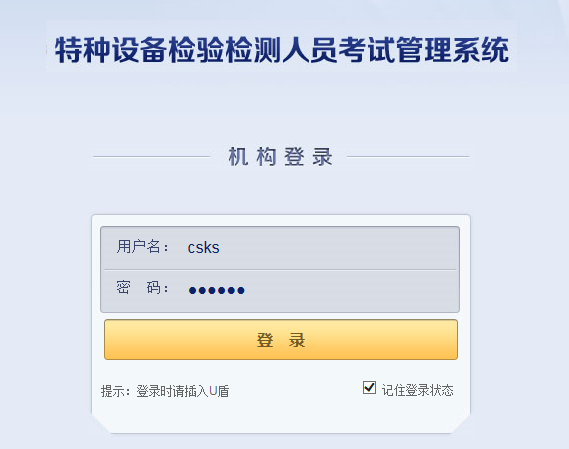 特种设备检验检测人员考试管理系统
机构登录
用户名： csks
密 码： ●●●●●●
登 录
提示：登录时请插入U盾 记住登录状态